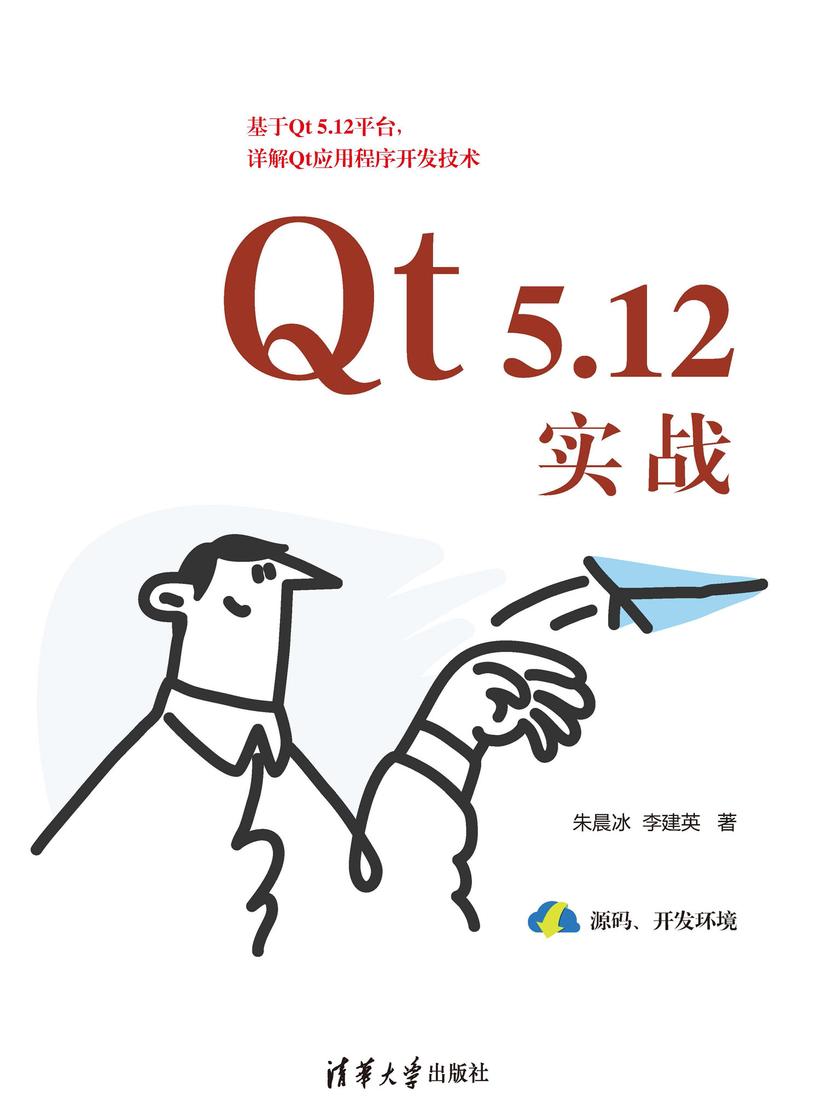 基于Qt 5.12平台，
详解Qt应用程序开发技术
Qt 5.12
实战
朱晨冰 李建英 著
源码、开发环境
清华大学出版社